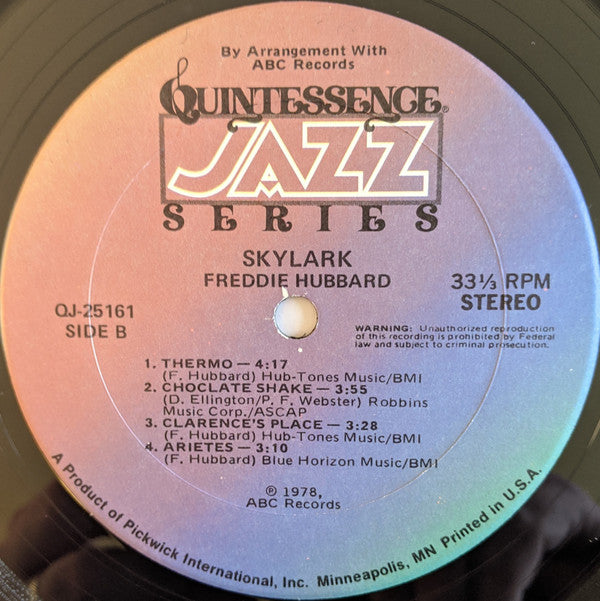 By Arrangement With
ABC Records
QUINTESSENCE®
JAZZ
SERIES
SKYLARK
FREDDIE HUBBARD
33⅓ RPM
STEREO
QJ-25161
SIDE B
WARNING: Unauthorized reproduction
of this recording is prohibited by Federal
law and subject to criminal prosecution.
1. THERMO — 4:17
(F. Hubbard) Hub-Tones Music/BMI
2. CHOCLATE SHAKE — 3:55
(D. Ellington/P. F. Webster) Robbins
Music Corp./ASCAP
3. CLARENCE'S PLACE — 3:28
(F. Hubbard) Hub-Tones Music/BMI
4. ARIETES — 3:10
(F. Hubbard) Blue Horizon Music/BMI
℗ 1978,
ABC Records
A Product of Pickwick International, Inc. Minneapolis, MN Printed in U.S.A.